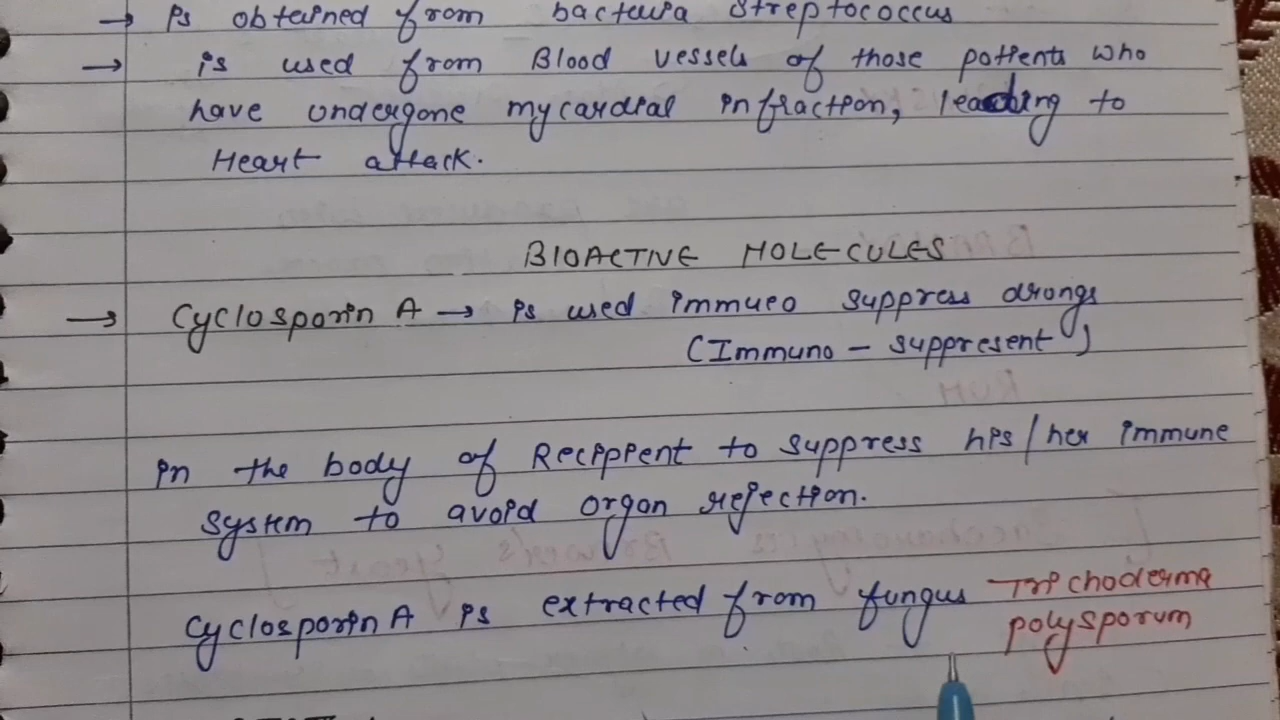 → is obtained from bacteria Streptococcus
→ is used from Blood vessels of those patients who
have undergone mycardial infraction, leading to
Heart attack.
BIOACTIVE MOLECULES
→ Cyclosporin A → is used immuno suppress drougs
(Immuno - suppresent)
in the body of Recippent to suppress his/her immune
system to avoid organ rejection.
Cyclosporin A is extracted from fungus Trichoderma
polysporum